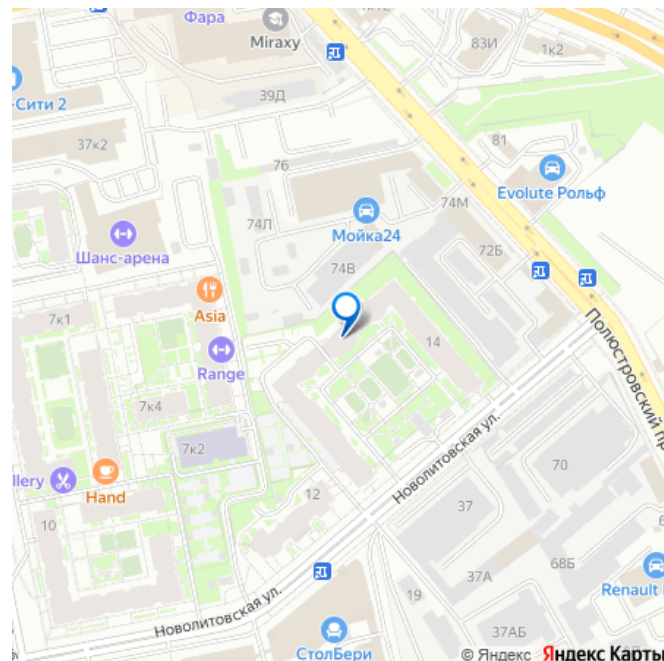 Фара
Miraxy
83И
1к2
-Сити 2
39Д
37к2
76
81
Evolute Рольф
74Л
74М
Мойка24
72Б
Шанс-арена
74В
Asia
7к1
14
Range
Полюстровский пр
7к4
7к2
Новолитовская ул.
llery
Hand
70
12
37
10
68Б
37А
19
Renault
Новолитовская ул.
37АБ
СтолБери
© Яндекс Яндекс Карты